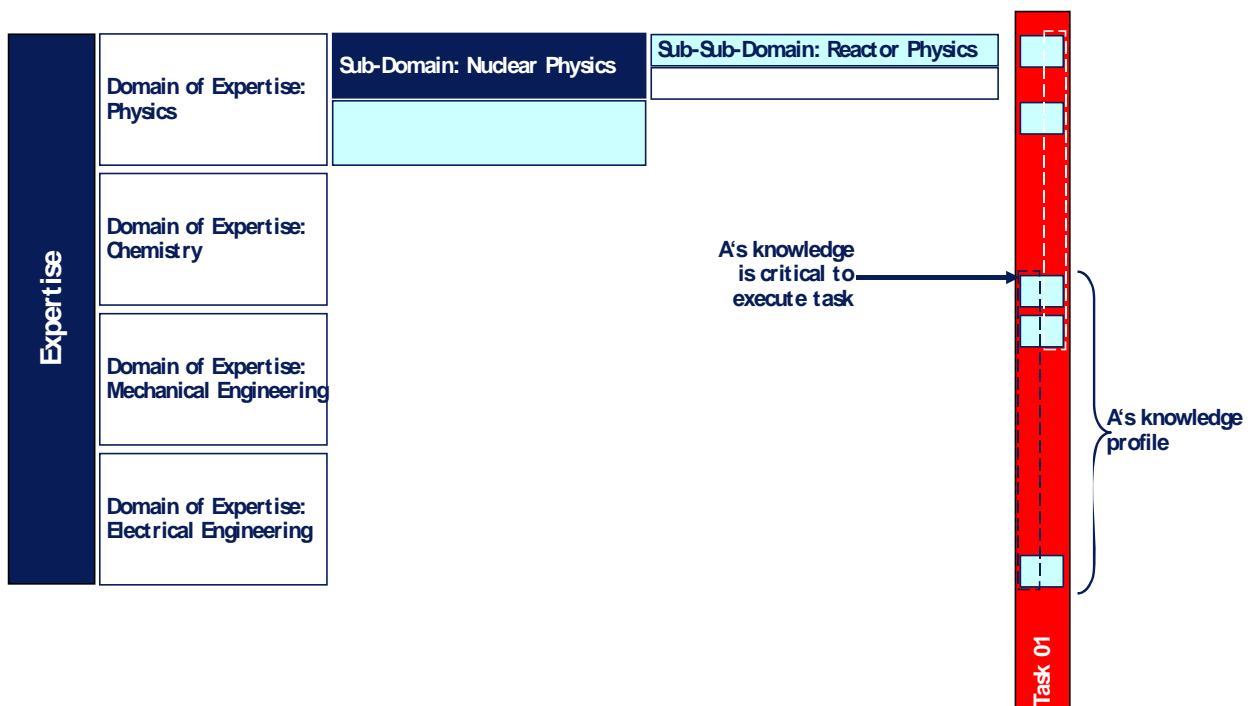 Expertise
Domain of Expertise:
Physics
Sub-Domain: Nuclear Physics
Sub-Sub-Domain: Reactor Physics
Domain of Expertise:
Chemistry
A‘s knowledge
is critical to
execute task
Domain of Expertise:
Mechanical Engineering
A‘s knowledge
profile
Domain of Expertise:
Electrical Engineering
Task 01